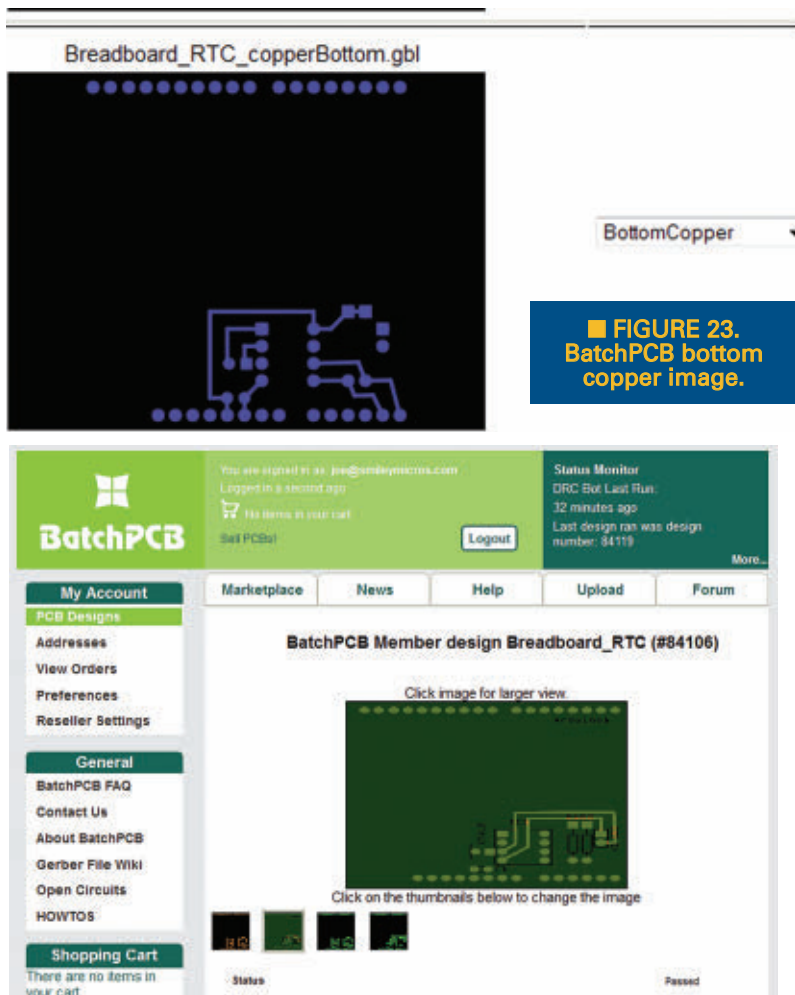 Breadboard_RTC_copperBottom.gbl
BottomCopper
FIGURE 23.
BatchPCB bottom
copper image.
BatchPCB
You are signed in as joe@smileymicros.com
Logged in a second ago
No items in your cart
Sell PCBs!
Logout
Status Monitor
DRC Bot Last Run:
32 minutes ago
Last design ran was design
number: 84119
More...
My Account
PCB Designs
Addresses
View Orders
Preferences
Reseller Settings
General
BatchPCB FAQ
Contact Us
About BatchPCB
Gerber File Wiki
Open Circuits
HOWTOS
Shopping Cart
There are no items in
your cart
Marketplace
News
Help
Upload
Forum
BatchPCB Member design Breadboard_RTC (#84106)
Click image for larger view.
Click on the thumbnails below to change the image
Status
Passed